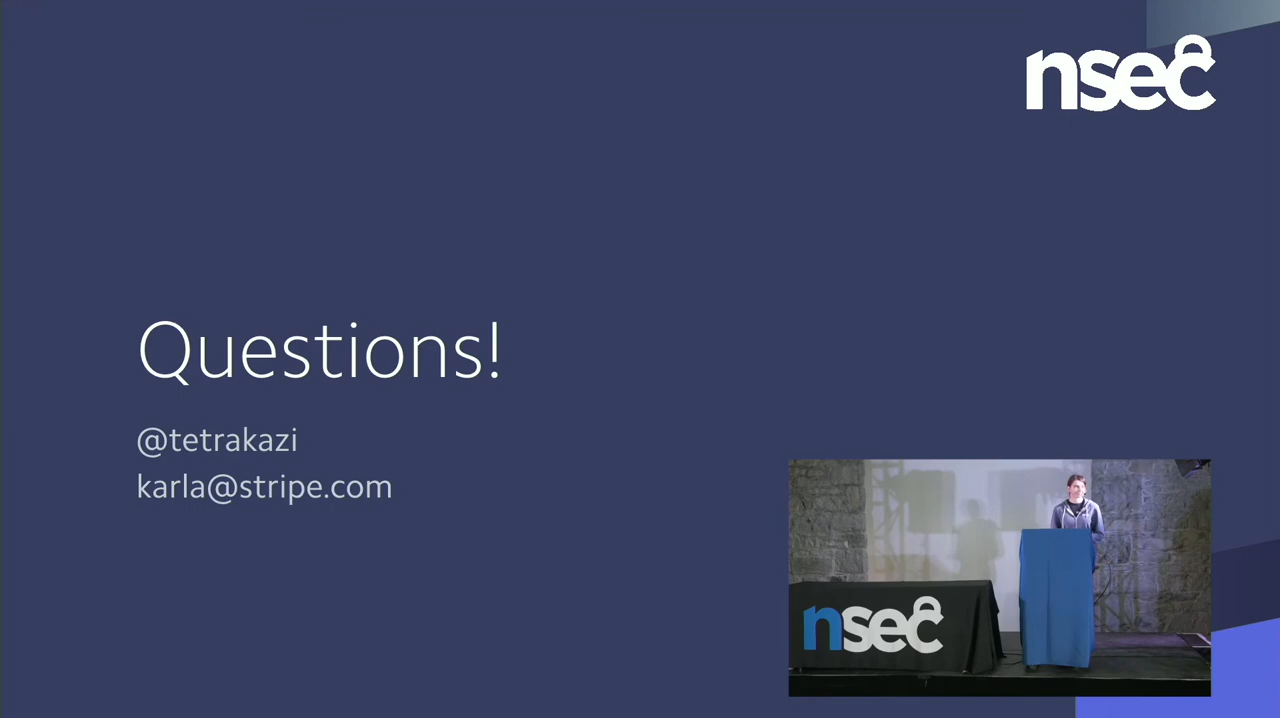 nsec
Questions!
@tetrakazi
karla@stripe.com
nsec